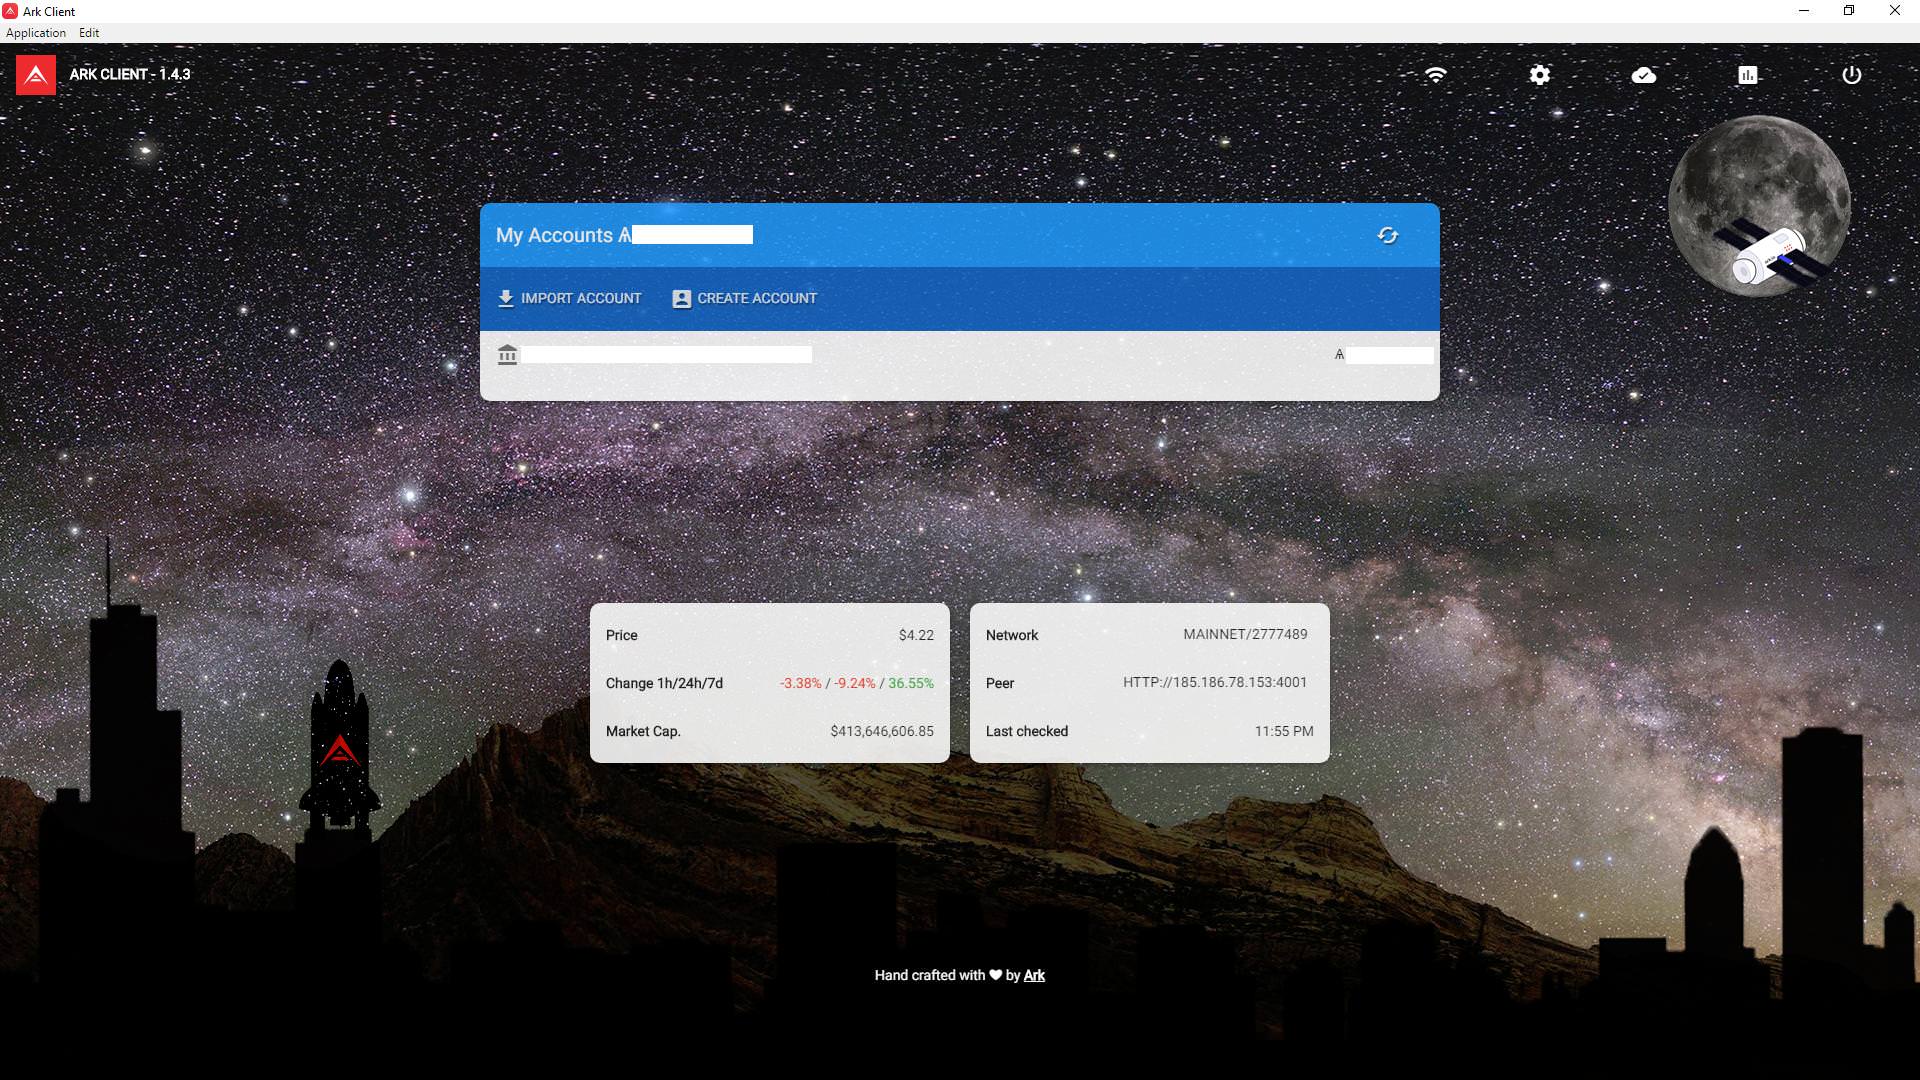 Ark Client
Application Edit
ARK CLIENT - 1.4.3
My Accounts Ѧ
IMPORT ACCOUNT CREATE ACCOUNT
Ѧ
Price $4.22
Change 1h/24h/7d -3.38% / -9.24% / 36.55%
Market Cap. $413,646,606.85
Network MAINNET/2777489
Peer HTTP://185.186.78.153:4001
Last checked 11:55 PM
Hand crafted with ♥ by Ark